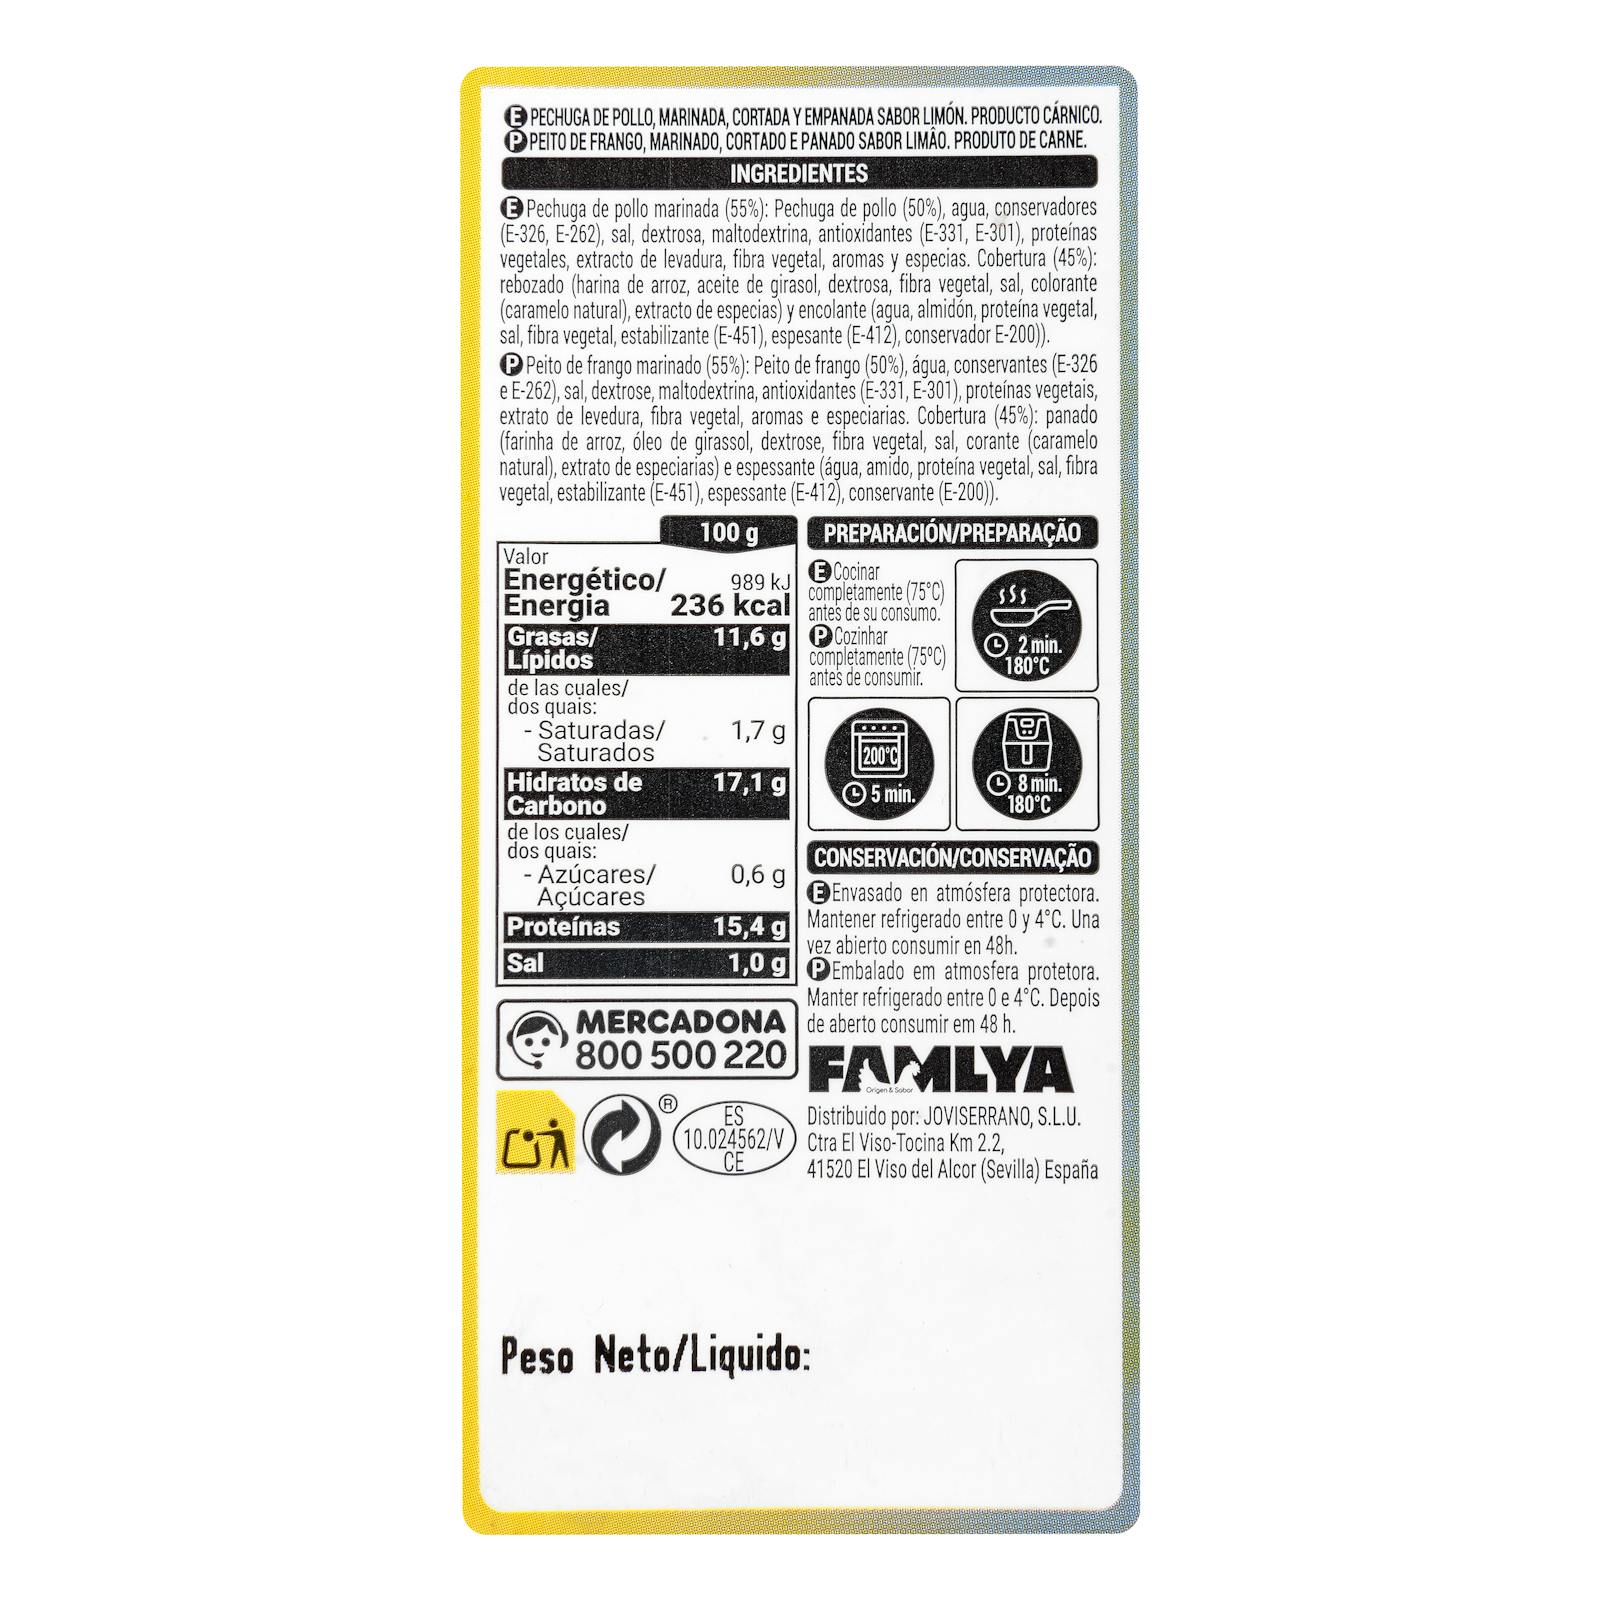 E PECHUGA DE POLLO, MARINADA, CORTADA Y EMPANADA SABOR LIMÓN. PRODUCTO CÁRNICO.
P PEITO DE FRANGO, MARINADO, CORTADO E PANADO SABOR LIMÂO. PRODUTO DE CARNE.
INGREDIENTES
E Pechuga de pollo marinada (55%): Pechuga de pollo (50%), agua, conservadores
(E-326, E-262), sal, dextrosa, maltodextrina, antioxidantes (E-331, E-301), proteínas
vegetales, extracto de levadura, fibra vegetal, aromas y especias. Cobertura (45%):
rebozado (harina de arroz, aceite de girasol, dextrosa, fibra vegetal, sal, colorante
(caramelo natural), extracto de especias) y encolante (agua, almidón, proteína vegetal,
sal, fibra vegetal, estabilizante (E-451), espesante (E-412), conservador E-200)).
P Peito de frango marinado (55%): Peito de frango (50%), água, conservantes (E-326
e E-262), sal, dextrose, maltodextrina, antioxidantes (E-331, E-301), proteínas vegetais,
extrato de levedura, fibra vegetal, aromas e especiarias. Cobertura (45%): panado
(farinha de arroz, óleo de girassol, dextrose, fibra vegetal, sal, corante (caramelo
natural), extrato de especiarias) e espessante (água, amido, proteína vegetal, sal, fibra
vegetal, estabilizante (E-451), espessante (E-412), conservante (E-200)).
100 g
Valor
Energético/ 989 kJ
Energia 236 kcal
Grasas/ 11,6 g
Lípidos
de las cuales/
dos quais:
- Saturadas/ 1,7 g
Saturados
Hidratos de 17,1 g
Carbono
de los cuales/
dos quais:
- Azúcares/ 0,6 g
Açúcares
Proteínas 15,4 g
Sal 1,0 g
PREPARACIÓN/PREPARAÇÃO
E Cocinar
completamente (75°C)
antes de su consumo.
P Cozinhar
completamente (75ºC)
antes de consumir.
2 min.
180°C
200°C
5 min.
8 min.
180°C
CONSERVACIÓN/CONSERVAÇÃO
E Envasado en atmósfera protectora.
Mantener refrigerado entre 0 y 4°C. Una
vez abierto consumir en 48h.
P Embalado em atmosfera protetora.
Manter refrigerado entre 0 e 4°C. Depois
de aberto consumir em 48 h.
MERCADONA
800 500 220
FAMLYA
Origen & Sabor
®
ES
10.024562/V
CE
Distribuido por: JOVISERRANO, S.L.U.
Ctra El Viso-Tocina Km 2.2,
41520 El Viso del Alcor (Sevilla) España
Peso Neto/Liquido: